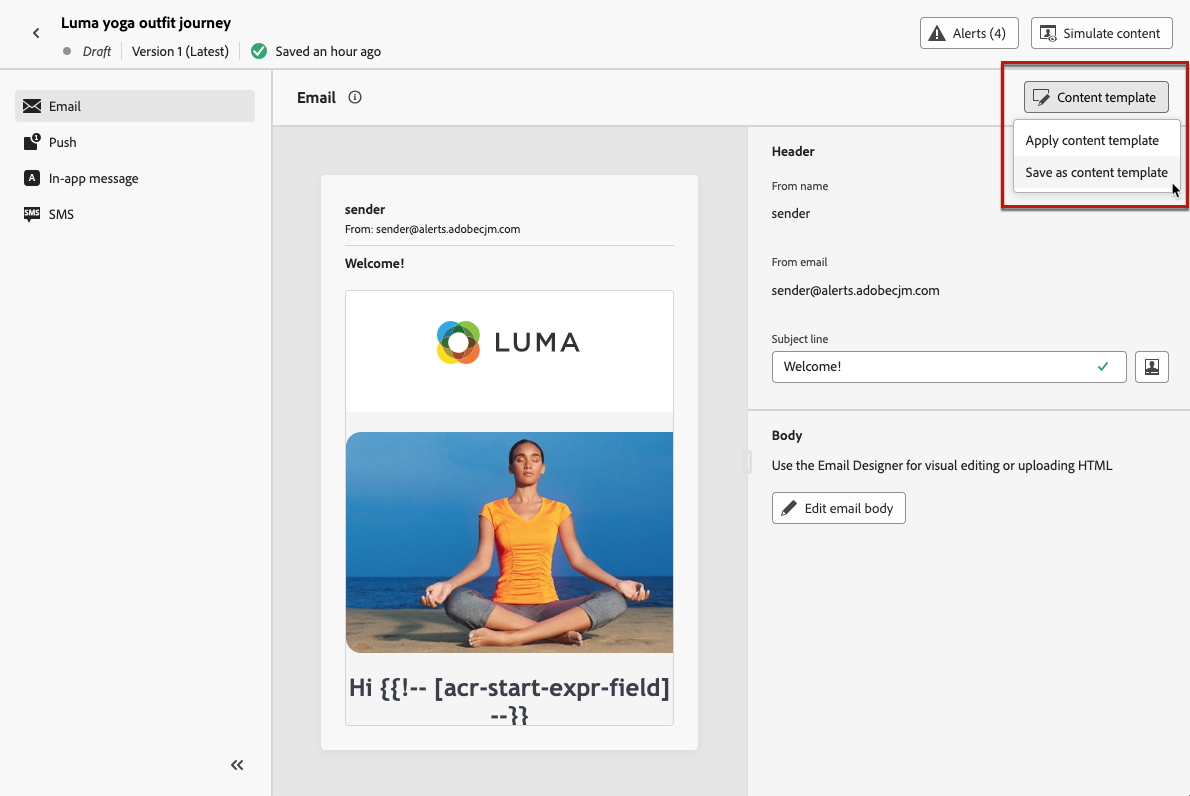 Luma yoga outfit journey
Draft
Version 1 (Latest)
Saved an hour ago
Alerts (4)
Simulate content
Email
1
Push
A
In-app message
SMS
SMS
Email
Content template
Apply content template
Save as content template
sender
From: sender@alerts.adobecjm.com
Welcome!
LUMA
Hi {{!-- [acr-start-expr-field]
--}}
Header
From name
sender
From email
sender@alerts.adobecjm.com
Subject line
Welcome!
Body
Use the Email Designer for visual editing or uploading HTML
Edit email body